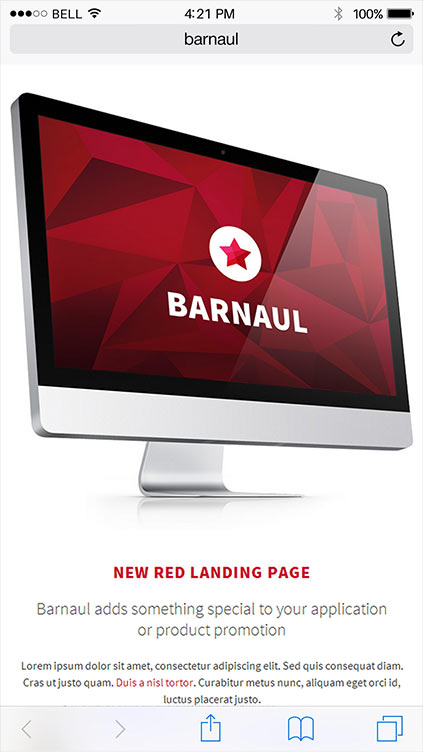 BELL 4:21 PM 100%
barnaul
BARNAUL
NEW RED LANDING PAGE
Barnaul adds something special to your application
or product promotion
Lorem ipsum dolor sit amet, consectetur adipiscing elit. Sed quis consequat diam.
Cras ut justo quam. Duis a nisl tortor. Curabitur metus nunc, aliquam eget orci id,
luctus placerat justo.